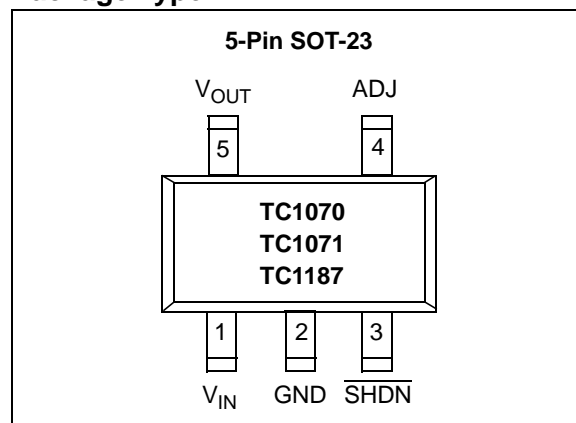 5-Pin SOT-23
VOUT ADJ
5 4
TC1070
TC1071
TC1187
1 2 3
VIN GND SHDN